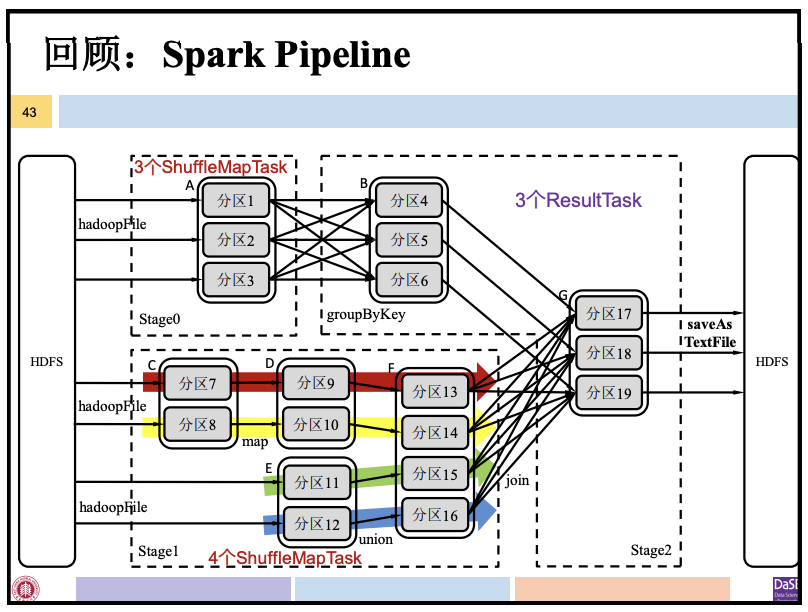 回顾：Spark Pipeline
43
3个ShuffleMapTask
A
分区1
分区2
分区3
hadoopFile
Stage0
B
分区4
分区5
分区6
groupByKey
3个ResultTask
HDFS
C
分区7
分区8
hadoopFile
map
D
分区9
分区10
E
分区11
分区12
hadoopFile
union
F
分区13
分区14
分区15
分区16
Stage1
4个ShuffleMapTask
join
G
分区17
分区18
分区19
Stage2
saveAs
TextFile
HDFS
DaSE